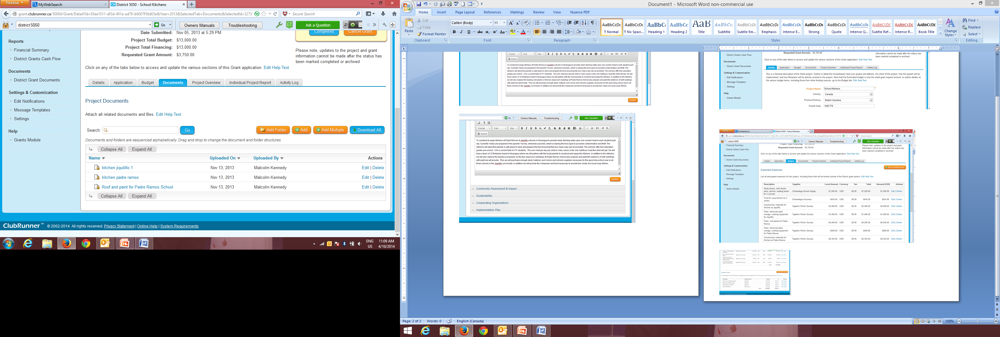 Firefox
MyWebSearch
District 5050 - School Kitchens
grant.clubrunner.ca/50004/Grant/Detail?Id=85ee1011-ef3d-491a-ad78-b6007f56d03e&Year=2013&SelectedTab=Documents&SelectedId=3273
Secure Search
district 5050
Go
Owners Manuals
Troubleshooting
Ask a Question
Date Submitted: Nov 05, 2013 at 5:29 PM
Completed
Cancel Grant
Reports
Project Total Budget: $13,000.00
Financial Summary
Project Total Financing: $13,000.00
District Grants Cash Flow
Requested Grant Amount: $3,750.00
Please note, updates to the project and grant
information cannot be made after the status has
been marked completed or archived
Click on any of the tabs below to access and update the various sections of this Grant application. Edit Help Text
Documents
District Grant Documents
Details Application Budget Documents Project Overview Individual Project Report Activity Log
Settings & Customization
Edit Notifications
Message Templates
Settings
Help
Grants Module
Project Documents
Attach all related documents and files. Edit Help Text
Search: Go Add Folder Add Add Multiple Download All
Documents and folders are sequenced alphabetically. Drag and drop to change the document and folder structures.
Collapse All Expand All
Name Uploaded On Uploaded By Actions
kitchen jiquilillo.1 Nov 13, 2013 Malcolm Kennedy Edit | Delete
kitchen padre ramos Nov 13, 2013 Malcolm Kennedy Edit | Delete
Roof and paint for Padre Ramos School Nov 13, 2013 Malcolm Kennedy Edit | Delete
Collapse All Expand All
ClubRunner™ © 2002-2014 All rights reserved. Privacy Statement | Online Help | System Requirements
ENG
US
11:09 AM
4/10/2014
Document1 - Microsoft Word non-commercial use
Home Insert Page Layout References Mailings Review View Nuance PDF
Paste
Cut
Copy
Format Painter
Clipboard
Calibri (Body) 11
Font
Paragraph
¶ Normal ¶ No Spaci... Heading 1 Heading 2 Title Subtitle Subtle Em... Emphasis Intense E... Strong Quote Intense Q... Subtle Ref... Intense R... Book Title
Change
Styles
Styles
Find
Replace
Select
Editing
Format Font Size
Source
To construct & equip kitchens at Padre Ramos & Jiquilillo schools in Nicaragua to provide clean drinking water, plus one cooked meal to each student each
day. Currently meals are prepared in the parents' homes, whenever possible, which is leaving the food open to possible contamination and theft. The
kitchens will allow the parents a safe place to store and prepare the food ensuring that one meal a day can be provided. The schools offer free education
grades pre-school - 6 for a current total of 317 students. The one meal per day per child in many cases is the only nutritious meal the child will get. We will
have a team of 12 Rotarians travel to Nicaragua where we will partner with the local parents to construct and equip the kitchens. In addition to the kitchens
we will also replace the leaking roof panels on the two classroom buildings at Padre Ramos School plus prepare and paint the exteriors of both buildings
with paint we will provide. Plus we will purchase enough study material, work books and schools supplies necessary for the upcoming school year in all
three schools in the Jiquilillo community. In addition we will provide the manpower and food necessary to provide two meals at a local soup kitchen.
Update
Go
Owners Manuals
Troubleshooting
Ask a Question
Format Font Size
Source
To construct & equip kitchens at Padre Ramos & Jiquilillo schools in Nicaragua to provide clean drinking water, plus one cooked meal to each student each
day. Currently meals are prepared in the parents' homes, whenever possible, which is leaving the food open to possible contamination and theft. The
kitchens will allow the parents a safe place to store and prepare the food ensuring that one meal a day can be provided. The schools offer free education
grades pre-school - 6 for a current total of 317 students. The one meal per day per child in many cases is the only nutritious meal the child will get. We will
have a team of 12 Rotarians travel to Nicaragua where we will partner with the local parents to construct and equip the kitchens. In addition to the kitchens
we will also replace the leaking roof panels on the two classroom buildings at Padre Ramos School plus prepare and paint the exteriors of both buildings
with paint we will provide. Plus we will purchase enough study material, work books and schools supplies necessary for the upcoming school year in all
three schools in the Jiquilillo community. In addition we will provide the manpower and food necessary to provide two meals at a local soup kitchen.
Update
Community Assessment & Impact
Sustainability
Cooperating Organizations
Implementation Plan
Requested Grant Amount: $3,750.00
information cannot be made after the status has
been marked completed or archived
District Grants Cash Flow
Click on any of the tabs below to access and update the various sections of this Grant application. Edit Help Text
Documents
District Grant Documents
Details Application Budget Documents Project Overview Individual Project Report Activity Log
Settings & Customization
Edit Notifications
Message Templates
Settings
Help
Grants Module
This is a General description of the Grant project. Outline in detail the humanitarian need your project will address, the intent of the project, how the project will be
implemented, and how Rotarians will be directly involved in the project. Note that the Estimated budget is only the initial grant request amount, to outline details on
the various budget items, including those from other funding sources, go to the Budget tab. Edit Help Text
Project Name: School Kitchens
Country: Canada
Province/Territory: British Columbia
Postal Code: V3B 7T8
Firefox
MyWebSearch
District 5050 - School Kitchens
Secure Search
district 5050
Go
Owners Manuals
Troubleshooting
Ask a Question
Financial Summary
District Grants Cash Flow
Project Total Financing: $13,000.00
Requested Grant Amount: $3,750.00
Please note, updates to the project and grant
information cannot be made after the status has
been marked completed or archived
Click on any of the tabs below to access and update the various sections of this Grant application. Edit Help Text
Documents
District Grant Documents
Details Application Budget Documents Project Overview Individual Project Report Activity Log
Settings & Customization
Edit Notifications
Message Templates
Settings
Help
Grants Module
Add a Budget Item
Expected Expenses
List all anticipated expenses for this project, including those that will be funded outside of the District grant portion. Edit Help Text
Description Supplier Local Amount Currency Tax Total Amount (USD) Actions
Study books, work books,
pens, pencils, reading books
for 3 schools
Chinandega School Supply $1,500.00 USD $0.00 $1,500.00 $1,500.00 Edit | Delete
Food for soup kitchen for 2
weeks
Chinandega Groceries $454.00 USD $0.00 $454.00 $454.00 Edit | Delete
Construction materials for
Kitchen at Jiquilillo
Together Works Society $2,480.00 USD $0.00 $2,480.00 $2,480.00 Edit | Delete
Paint, electrical,water,
storage, cooking equipment
for Jiquilillo
Together Works Society $1,406.00 USD $0.00 $1,406.00 $1,406.00 Edit | Delete
Paint, roof panels for Padre
Ramos
Together Works Society $4,246.00 USD $0.00 $4,246.00 $4,246.00 Edit | Delete
Paint, electrical,water,
storage, cooking equipment
for Padre Ramos
Together Works Society $560.00 USD $0.00 $560.00 $560.00 Edit | Delete
Construction materials for
Kitchen at Padre Ramos
Together Works Society $2,354.00 USD $0.00 $2,354.00 $2,354.00 Edit | Delete
Page: 2 of 2 Words: 0 English (Canada)
100%